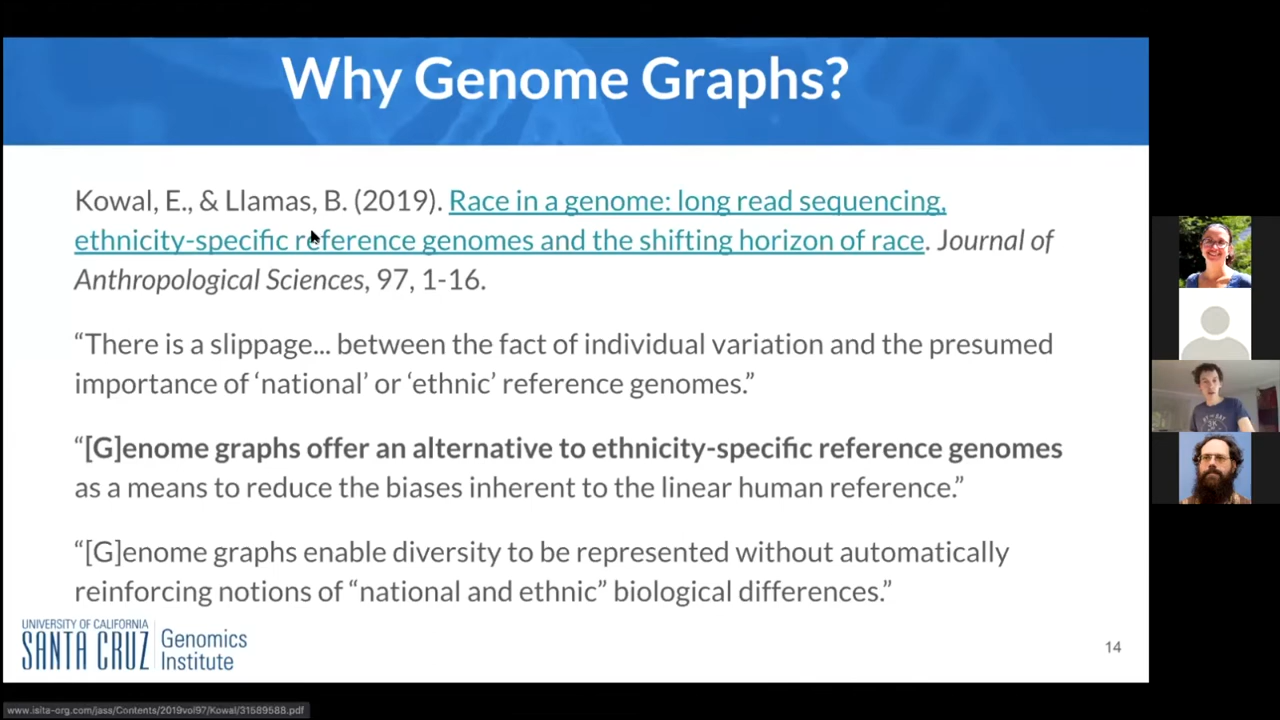 Why Genome Graphs?
Kowal, E., & Llamas, B. (2019). Race in a genome: long read sequencing,
ethnicity-specific reference genomes and the shifting horizon of race. Journal of
Anthropological Sciences, 97, 1-16.
“There is a slippage... between the fact of individual variation and the presumed
importance of ‘national’ or ‘ethnic’ reference genomes.”
“[G]enome graphs offer an alternative to ethnicity-specific reference genomes
as a means to reduce the biases inherent to the linear human reference.”
“[G]enome graphs enable diversity to be represented without automatically
reinforcing notions of “national and ethnic” biological differences.”
UNIVERSITY OF CALIFORNIA
SANTA CRUZ
Genomics
Institute
14
www.isita-org.com/jass/Contents/2019vol97/Kowal/31589588.pdf